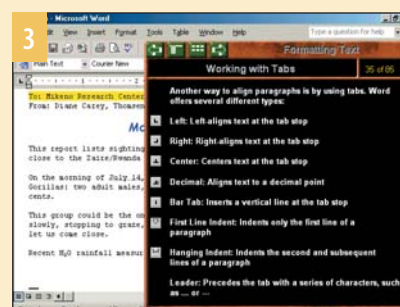 3
- Microsoft Word
View Insert Format Tools Table Window Help
Type a question for help
Plain Text Courier New
To: Mikeno Research Center
From: Diane Carey, Thomsen
This report lists sighting
close to the Zaire/Rwanda
On the morning of July 14,
Gorillas: two adult males,
cents.
This group could be the on
slowly, stopping to graze,
let us come close.
Recent H₂O rainfall measur
Formatting Text
Working with Tabs
35 of 85
Another way to align paragraphs is by using tabs. Word
offers several different types:
Left: Left-aligns text at the tab stop
Right: Right-aligns text at the tab stop
Center: Centers text at the tab stop
Decimal: Aligns text to a decimal point
Bar Tab: Inserts a vertical line at the tab stop
First Line Indent: Indents only the first line of a
paragraph
Hanging Indent: Indents the second and subsequent
lines of a paragraph
Leader: Precedes the tab with a series of characters, such
as ... or ---